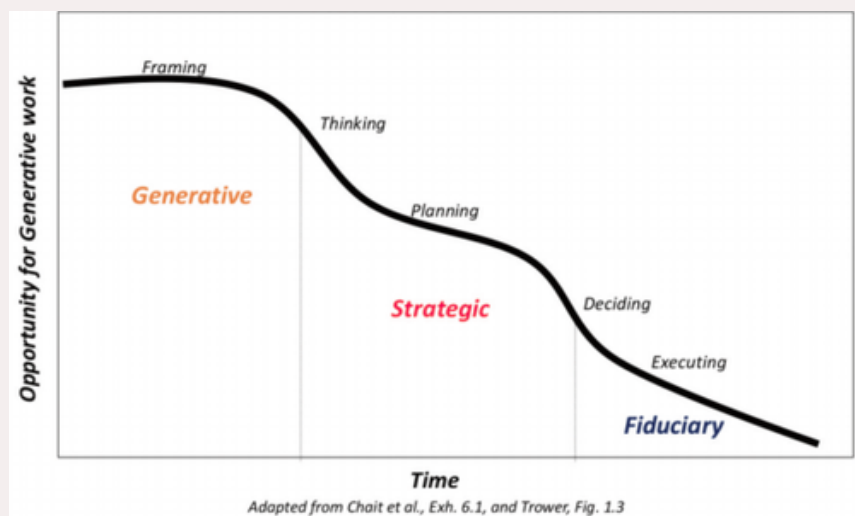 Opportunity for Generative work
Framing
Thinking
Generative
Planning
Strategic
Deciding
Executing
Fiduciary
Time
Adapted from Chait et al., Exh. 6.1, and Trower, Fig. 1.3